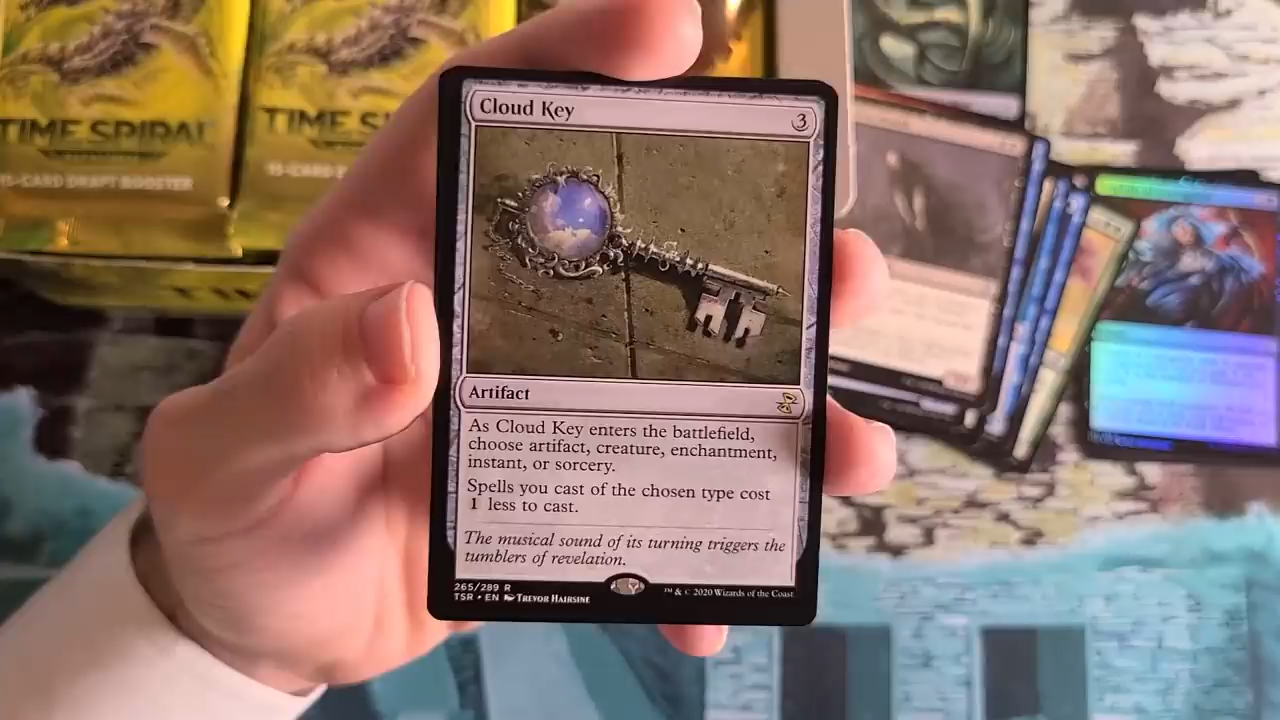 TIME SPIRAL
15-CARD DRAFT BOOSTER
TIME S
15-CARD
Cloud Key
3
Artifact
As Cloud Key enters the battlefield,
choose artifact, creature, enchantment,
instant, or sorcery.
Spells you cast of the chosen type cost
1 less to cast.
The musical sound of its turning triggers the
tumblers of revelation.
265/289 R
TSR • EN Trevor Hairsine
™ & © 2020 Wizards of the Coast